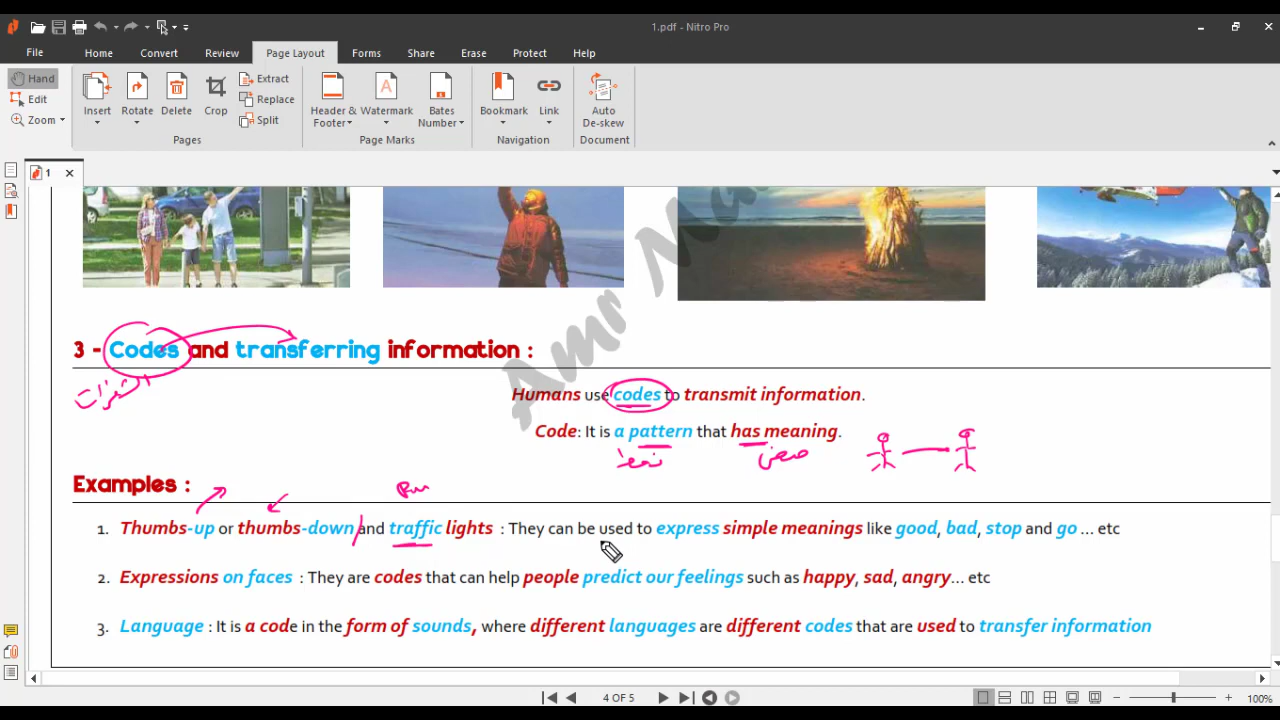 1.pdf - Nitro Pro
File Home Convert Review Page Layout Forms Share Erase Protect Help
Hand
Edit
Zoom
Insert Rotate Delete Crop
Extract
Replace
Split
Pages
Header & Footer Watermark Bates Number
Page Marks
Bookmark Link
Navigation
Auto De-skew
Document
1
Amr
3 - Codes and transferring information :
Humans use codes to transmit information.
Code: It is a pattern that has meaning.
Examples :
1. Thumbs-up or thumbs-down and traffic lights : They can be used to express simple meanings like good, bad, stop and go ... etc
2. Expressions on faces : They are codes that can help people predict our feelings such as happy, sad, angry... etc
3. Language : It is a code in the form of sounds, where different languages are different codes that are used to transfer information
4 OF 5
100%